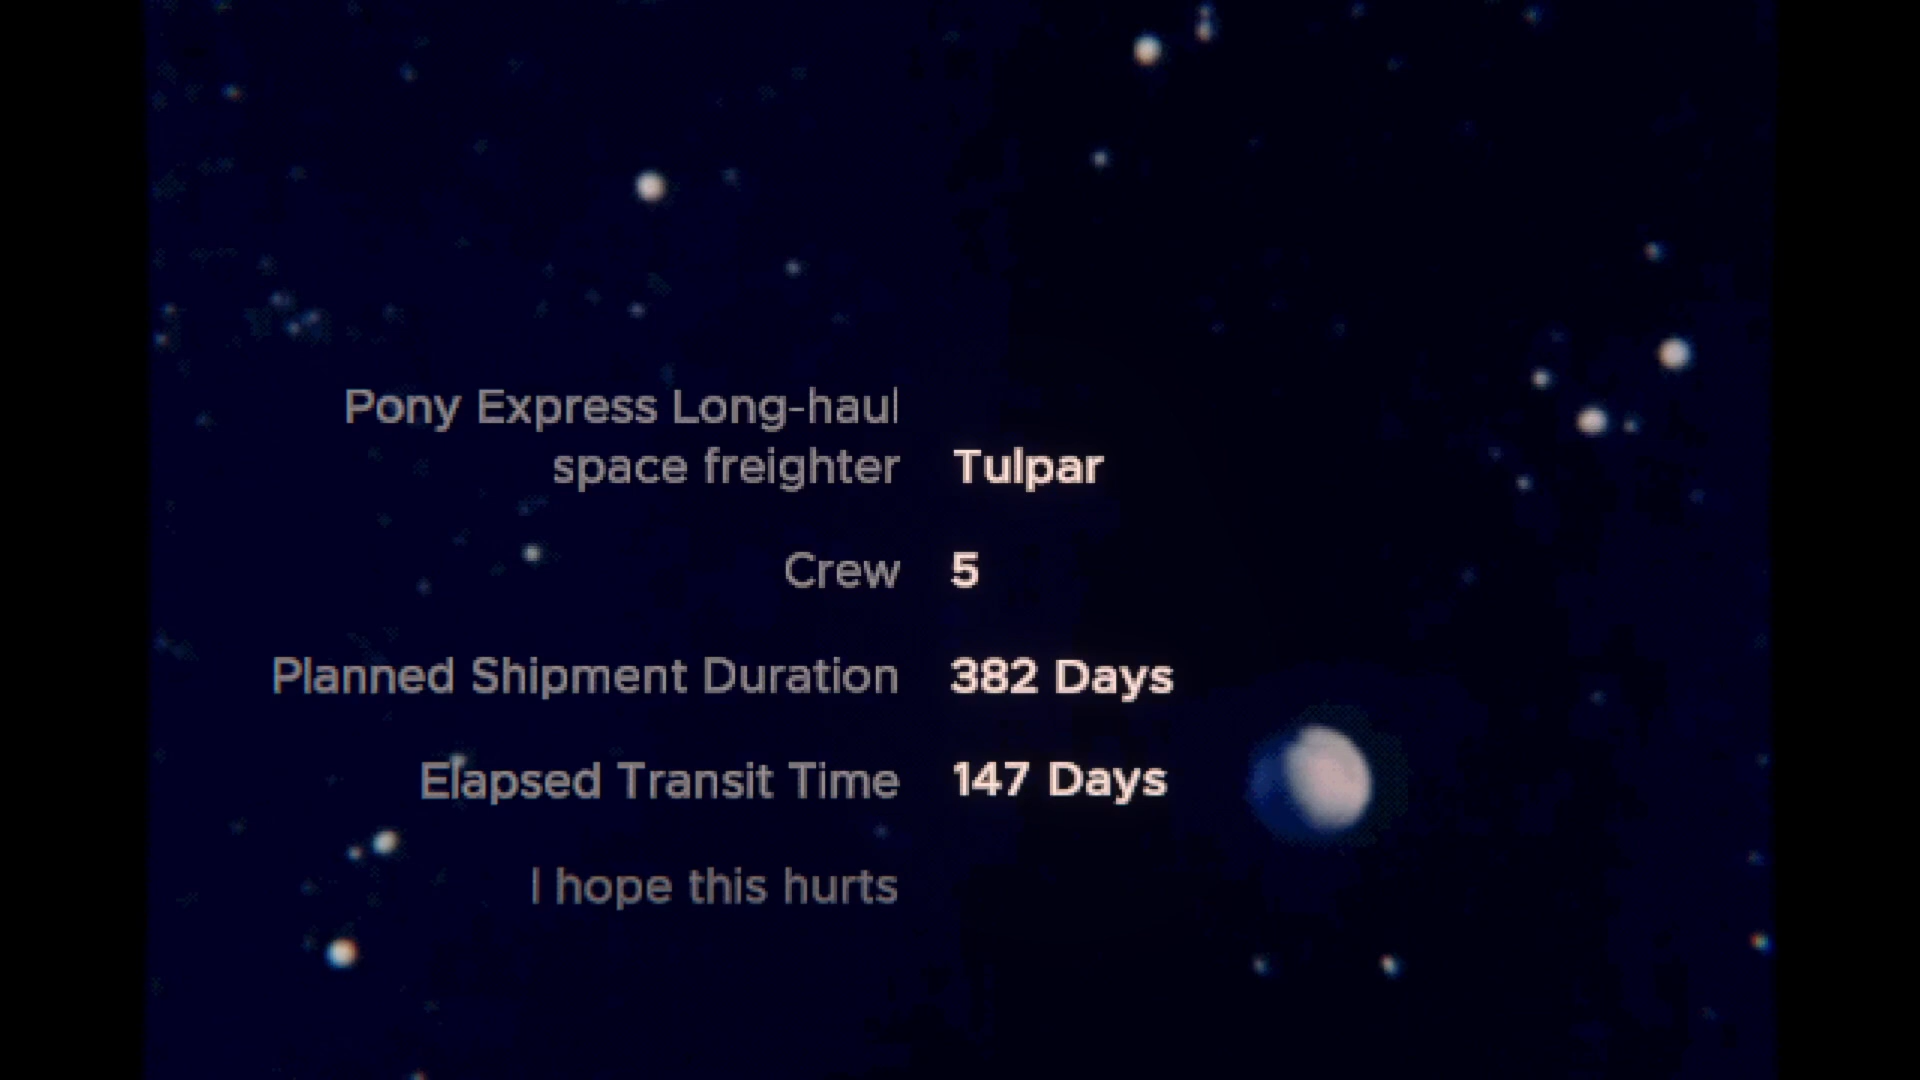 Pony Express Long-haul
space freighter Tulpar
Crew 5
Planned Shipment Duration 382 Days
Elapsed Transit Time 147 Days
I hope this hurts